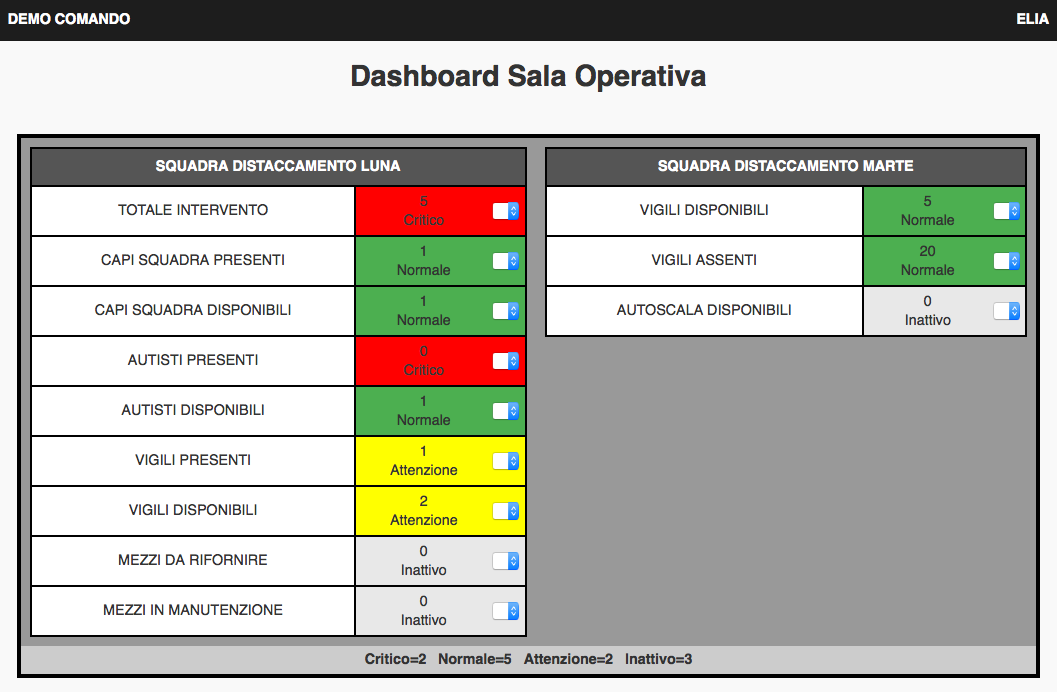 DEMO COMANDO
ELIA
Dashboard Sala Operativa
SQUADRA DISTACCAMENTO LUNA
TOTALE INTERVENTO
5
Critico
CAPI SQUADRA PRESENTI
1
Normale
CAPI SQUADRA DISPONIBILI
1
Normale
AUTISTI PRESENTI
0
Critico
AUTISTI DISPONIBILI
1
Normale
VIGILI PRESENTI
1
Attenzione
VIGILI DISPONIBILI
2
Attenzione
MEZZI DA RIFORNIRE
0
Inattivo
MEZZI IN MANUTENZIONE
0
Inattivo
SQUADRA DISTACCAMENTO MARTE
VIGILI DISPONIBILI
5
Normale
VIGILI ASSENTI
20
Normale
AUTOSCALA DISPONIBILI
0
Inattivo
Critico=2 Normale=5 Attenzione=2 Inattivo=3